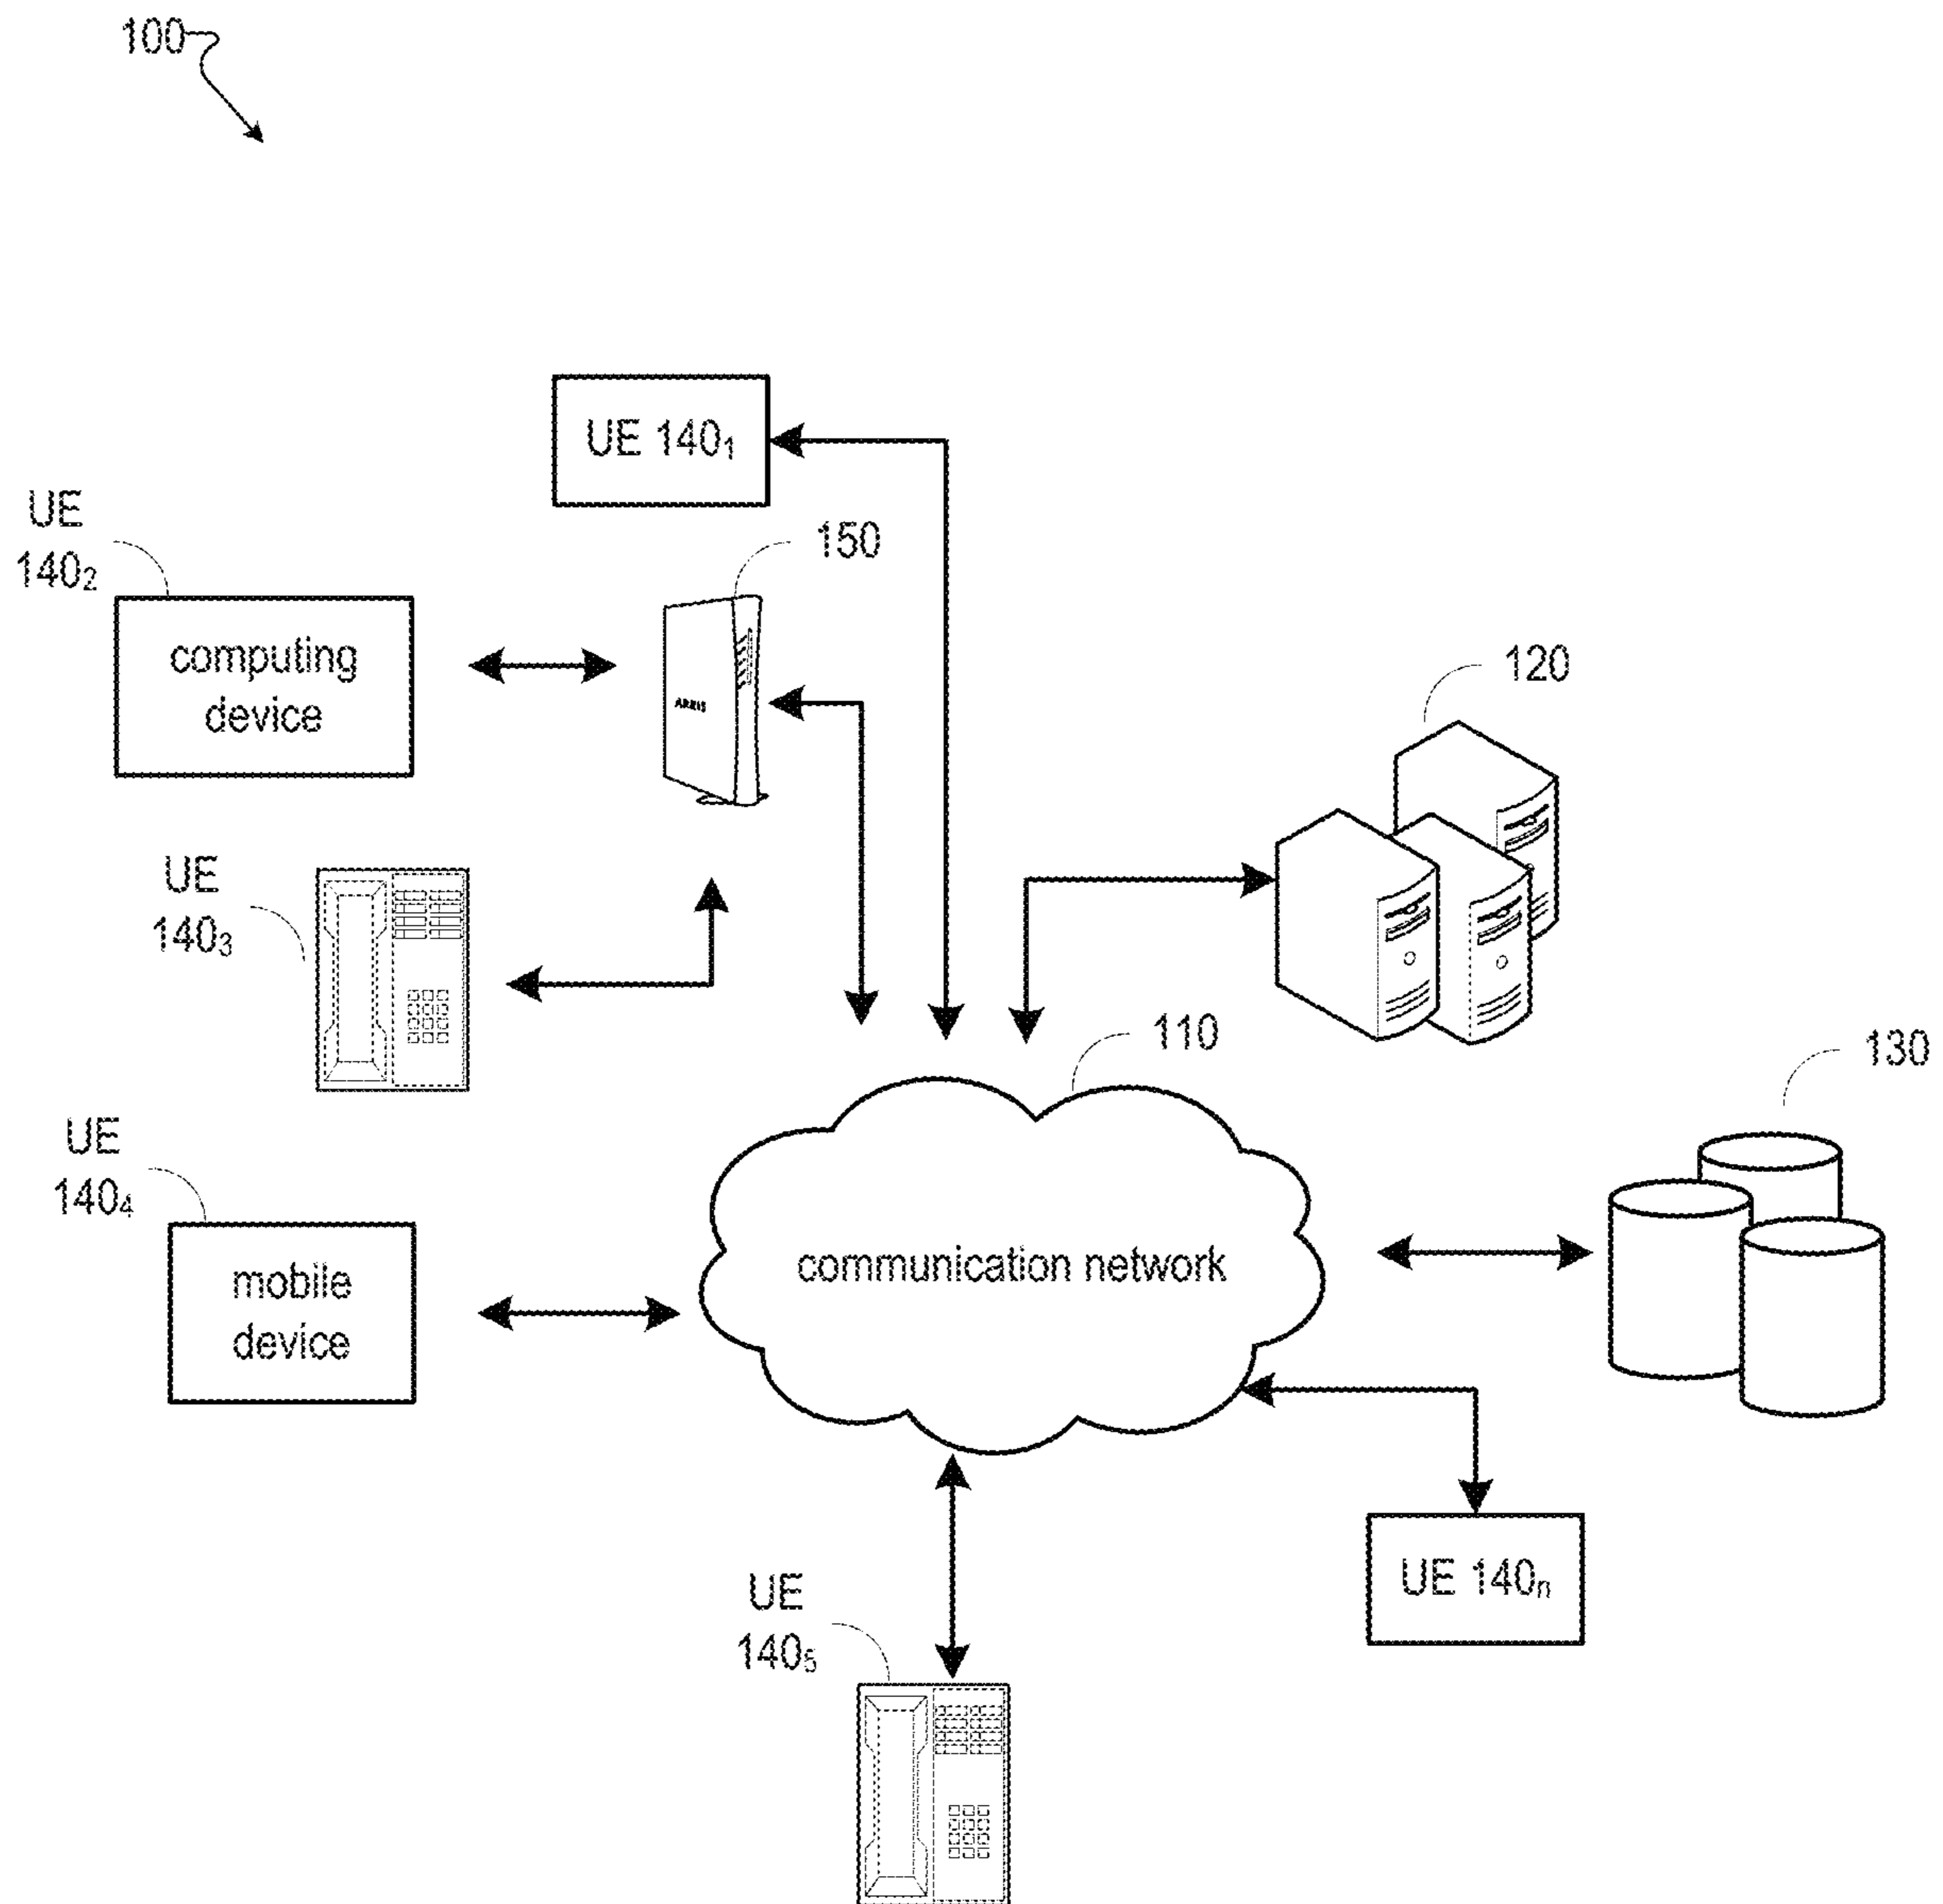 100
UE 140₁
UE
140₂
150
computing
device
ARRIS
120
UE
140₃
110
130
UE
140₄
communication network
mobile
device
UE 140ₙ
UE
140₅